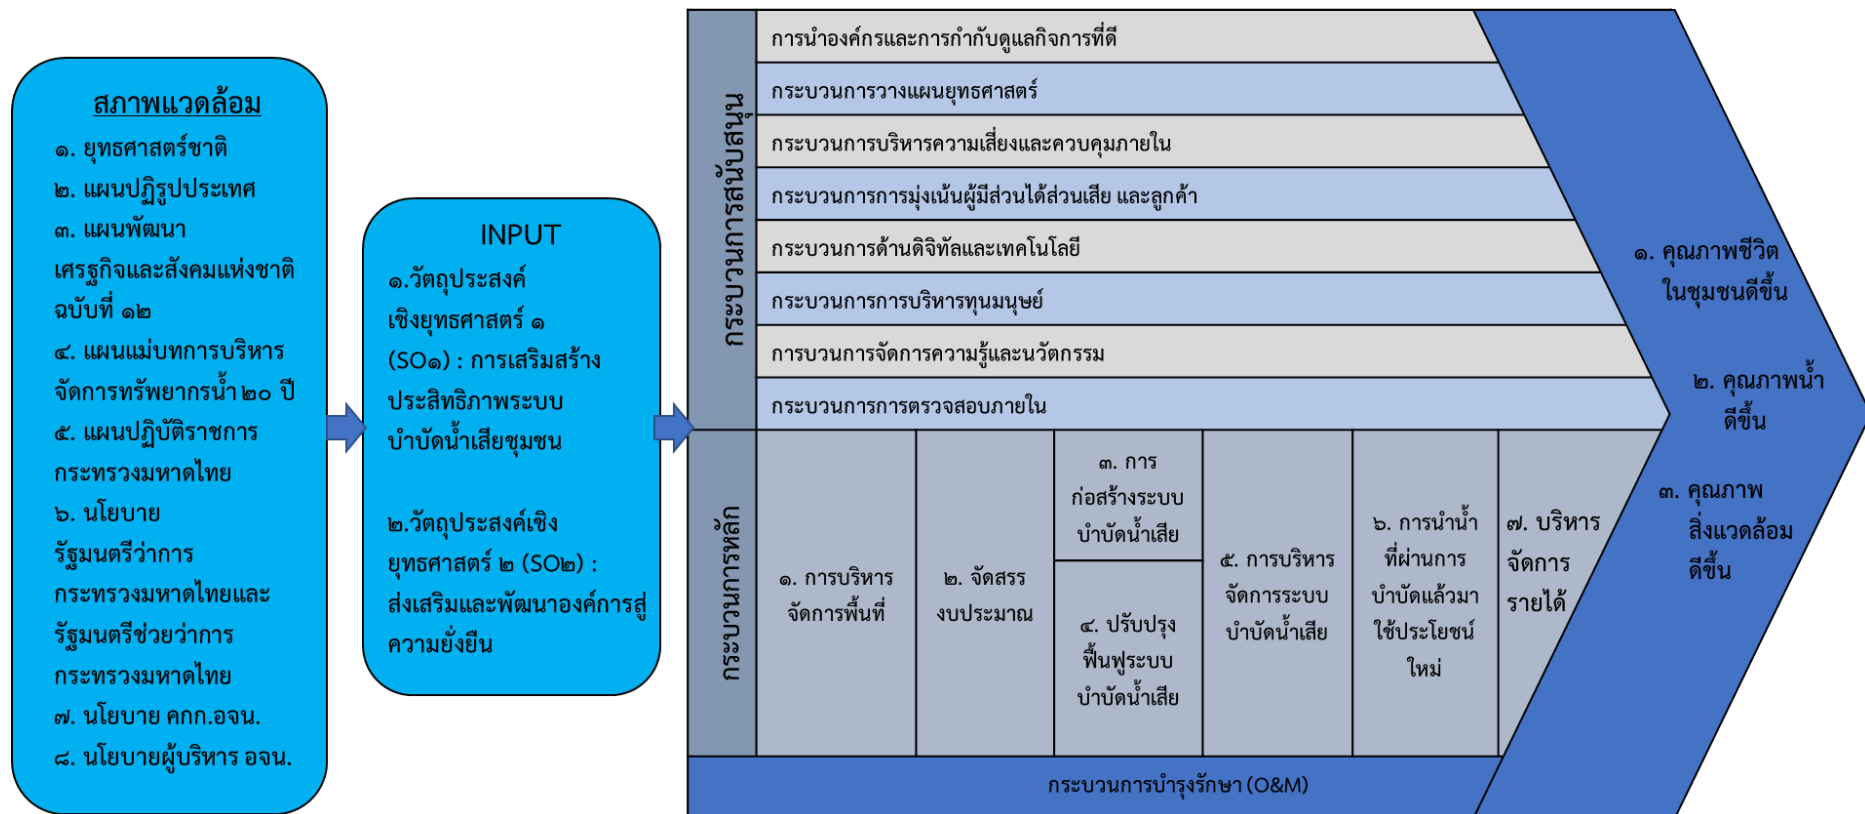 สภาพแวดล้อม
๑. ยุทธศาสตร์ชาติ
๒. แผนปฏิรูปประเทศ
๓. แผนพัฒนา
เศรฐกิจและสังคมแห่งชาติ
ฉบับที่ ๑๒
๔. แผนแม่บทการบริหาร
จัดการทรัพยากรน้ำ ๒๐ ปี
๕. แผนปฏิบัติราชการ
กระทรวงมหาดไทย
๖. นโยบาย
รัฐมนตรีว่าการ
กระทรวงมหาดไทยและ
รัฐมนตรีช่วยว่าการ
กระทรวงมหาดไทย
๗. นโยบาย คกก.อจน.
๘. นโยบายผู้บริหาร อจน.
INPUT
๑.วัตถุประสงค์
เชิงยุทธศาสตร์ ๑
(SO๑) : การเสริมสร้าง
ประสิทธิภาพระบบ
บำบัดน้ำเสียชุมชน
๒.วัตถุประสงค์เชิง
ยุทธศาสตร์ ๒ (SO๒) :
ส่งเสริมและพัฒนาองค์การสู่
ความยั่งยืน
กระบวนการสนับสนุน
การนำองค์กรและการกำกับดูแลกิจการที่ดี
กระบวนการวางแผนยุทธศาสตร์
กระบวนการบริหารความเสี่ยงและควบคุมภายใน
กระบวนการการมุ่งเน้นผู้มีส่วนได้ส่วนเสีย และลูกค้า
กระบวนการด้านดิจิทัลและเทคโนโลยี
กระบวนการการบริหารทุนมนุษย์
การบวนการจัดการความรู้และนวัตกรรม
กระบวนการการตรวจสอบภายใน
กระบวนการหลัก
๑. การบริหาร
จัดการพื้นที่
๒. จัดสรร
งบประมาณ
๓. การ
ก่อสร้างระบบ
บำบัดน้ำเสีย
๔. ปรับปรุง
ฟื้นฟูระบบ
บำบัดน้ำเสีย
๕. การบริหาร
จัดการระบบ
บำบัดน้ำเสีย
๖. การนำน้ำ
ที่ผ่านการ
บำบัดแล้วมา
ใช้ประโยชน์
ใหม่
๗. บริหาร
จัดการ
รายได้
กระบวนการบำรุงรักษา (O&M)
๑. คุณภาพชีวิต
ในชุมชนดีขึ้น
๒. คุณภาพน้ำ
ดีขึ้น
๓. คุณภาพ
สิ่งแวดล้อม
ดีขึ้น